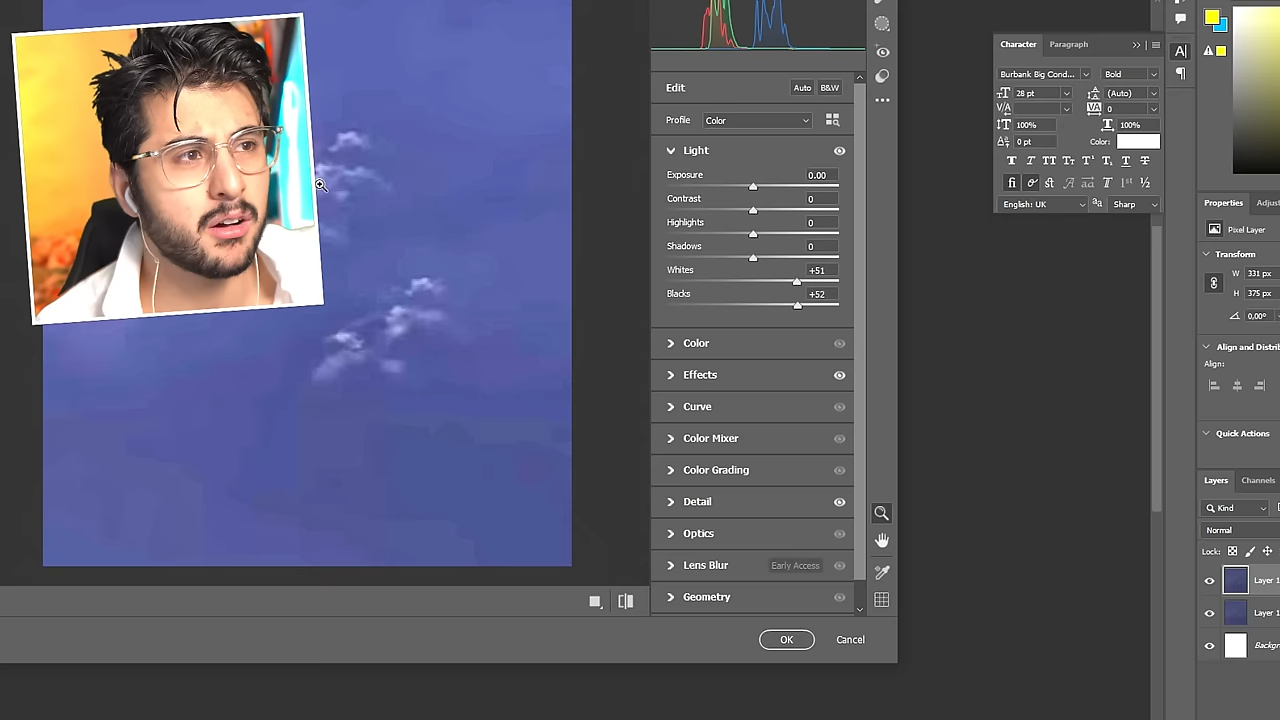 Edit
Auto
B&W
Profile
Color
Light
Exposure
0.00
Contrast
0
Highlights
0
Shadows
0
Whites
+51
Blacks
+52
Color
Effects
Curve
Color Mixer
Color Grading
Detail
Optics
Lens Blur
Early Access
Geometry
OK
Cancel
Character
Paragraph
Burbank Big Cond...
Bold
28 pt
(Auto)
0
100%
100%
0 pt
Color:
English: UK
Sharp
Properties
Adjust
Pixel Layer
Transform
W
331 px
H
375 px
0,00°
Align and Distrib
Align:
Quick Actions
Layers
Channels
Kind
Normal
Lock:
Layer 1
Layer 1
Backgr